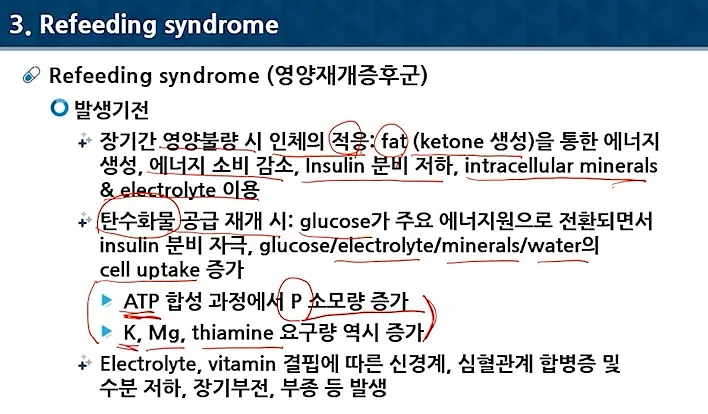 3. Refeeding syndrome
Refeeding syndrome (영양재개증후군)
발생기전
장기간 영양불량 시 인체의 적응: fat (ketone 생성)을 통한 에너지
생성, 에너지 소비 감소, Insulin 분비 저하, intracellular minerals
& electrolyte 이용
탄수화물 공급 재개 시: glucose가 주요 에너지원으로 전환되면서
insulin 분비 자극, glucose/electrolyte/minerals/water의
cell uptake 증가
ATP 합성 과정에서 P 소모량 증가
K, Mg, thiamine 요구량 역시 증가
Electrolyte, vitamin 결핍에 따른 신경계, 심혈관계 합병증 및
수분 저하, 장기부전, 부종 등 발생